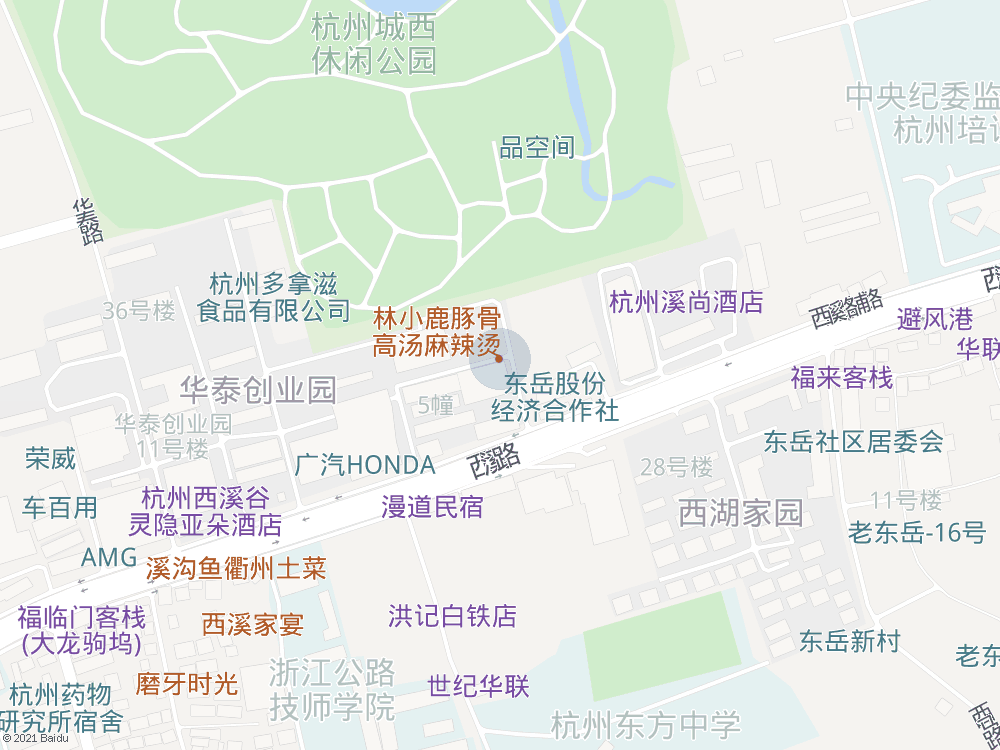 杭州城西
休闲公园
中央纪委监
杭州培训
品空间
华泰路
杭州多拿滋
食品有限公司
36号楼
林小鹿豚骨
高汤麻辣烫
杭州溪尚酒店
西溪路辅路
避风港
华联
福来客栈
华泰创业园
5幢
东岳股份
经济合作社
华泰创业园
11号楼
荣威
广汽HONDA
西溪路
28号楼
东岳社区居委会
车百用
杭州西溪谷
灵隐亚朵酒店
漫道民宿
西湖家园
11号楼
老东岳-16号
AMG
溪沟鱼衢州土菜
福临门客栈
(大龙驹坞)
西溪家宴
洪记白铁店
东岳新村
老东
磨牙时光
浙江公路
技师学院
世纪华联
杭州药物
研究所宿舍
杭州东方中学
© 2021 Baidu